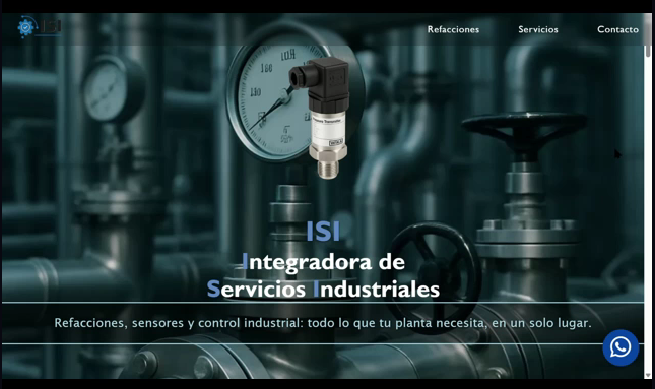 ISI
Refacciones Servicios Contacto
ISI
Integradora de
Servicios Industriales
Refacciones, sensores y control industrial: todo lo que tu planta necesita, en un solo lugar.